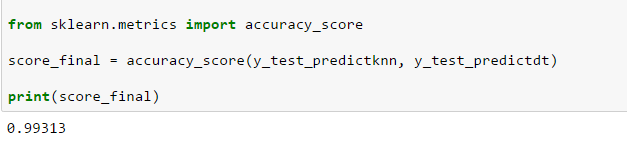 from sklearn.metrics import accuracy_score
score_final = accuracy_score(y_test_predictknn, y_test_predictdt)
print(score_final)
0.99313